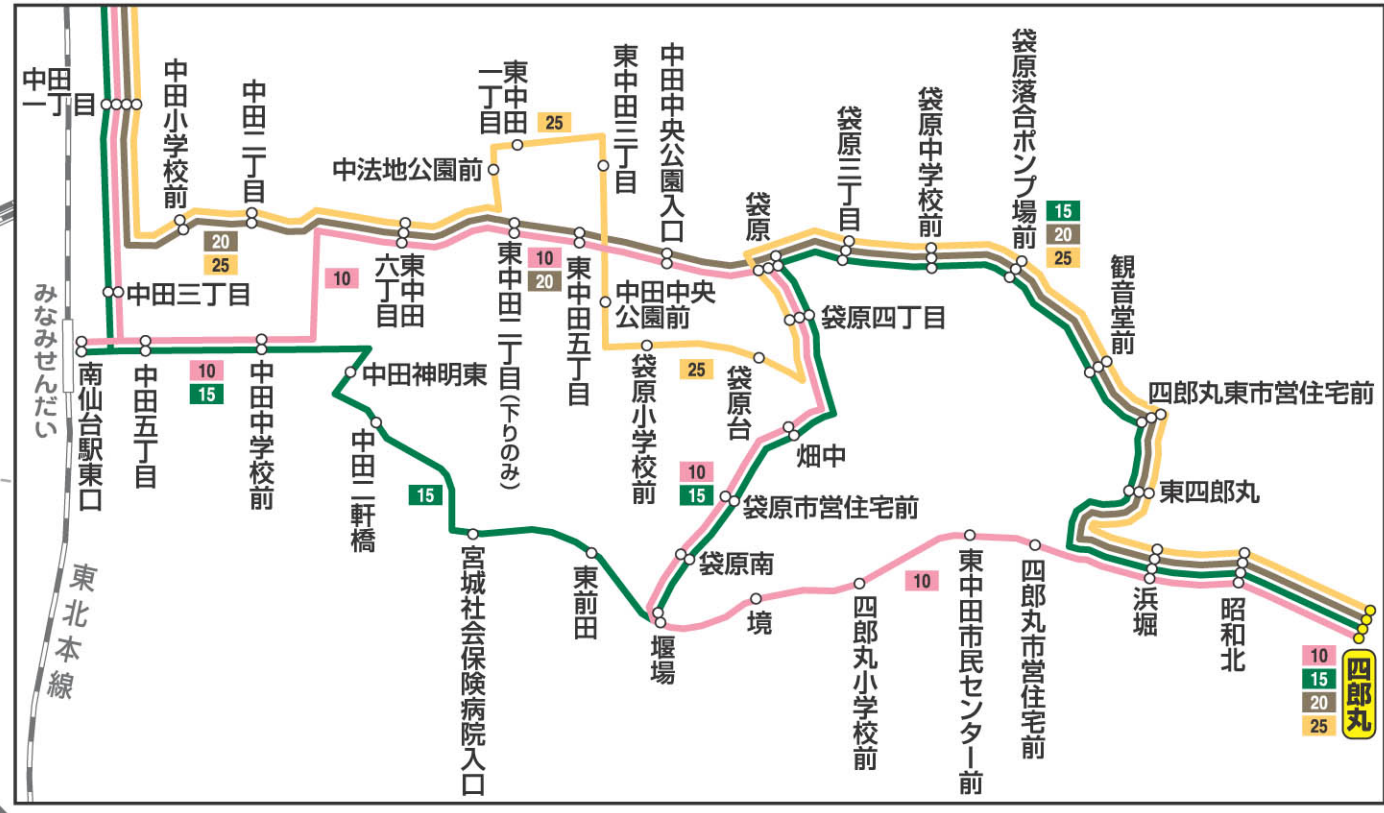 中田
一丁目
中田小学校前
中田二丁目
東中田
一丁目
25
東中田三丁目
中田中央公園入口
袋原三丁目
袋原中学校前
袋原落合ポンプ場前
中法地公園前
袋原
15
20
25
観音堂前
20
25
10
東中田
六丁目
東中田二丁目(下りのみ)
10
20
東中田五丁目
中田中央
公園前
袋原四丁目
中田三丁目
みなみせんだい
南仙台駅東口
中田五丁目
10
15
中田中学校前
中田神明東
中田二軒橋
袋原小学校前
25
袋原台
四郎丸東市営住宅前
畑中
10
15
袋原市営住宅前
東四郎丸
15
宮城社会保険病院入口
東前田
袋原南
堰場
境
四郎丸小学校前
10
東中田市民センター前
四郎丸市営住宅前
浜堀
昭和北
10
15
20
25
四郎丸
東北本線